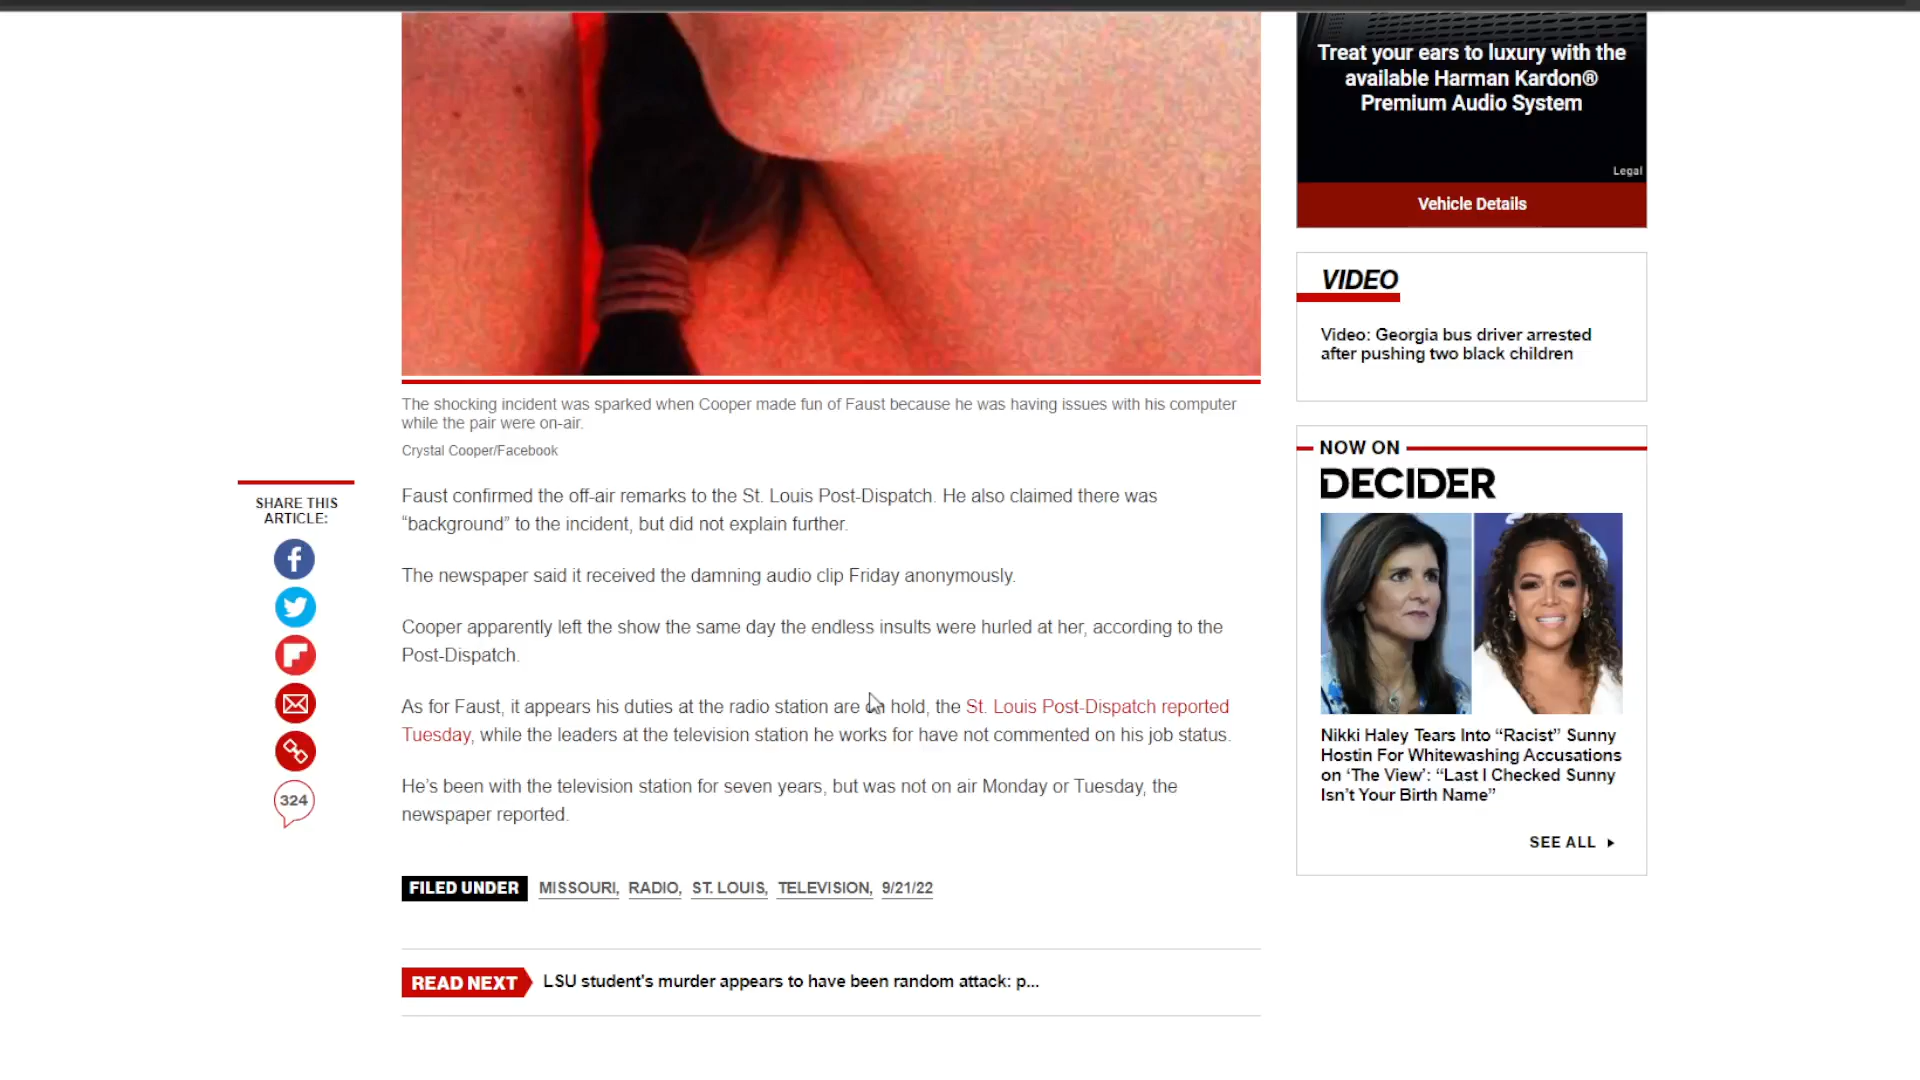 Treat your ears to luxury with the
available Harman Kardon®
Premium Audio System
Legal
Vehicle Details
VIDEO
Video: Georgia bus driver arrested
after pushing two black children
The shocking incident was sparked when Cooper made fun of Faust because he was having issues with his computer
while the pair were on-air.
Crystal Cooper/Facebook
SHARE THIS
ARTICLE:
324
Faust confirmed the off-air remarks to the St. Louis Post-Dispatch. He also claimed there was
“background” to the incident, but did not explain further.
The newspaper said it received the damning audio clip Friday anonymously.
Cooper apparently left the show the same day the endless insults were hurled at her, according to the
Post-Dispatch.
As for Faust, it appears his duties at the radio station are on hold, the St. Louis Post-Dispatch reported
Tuesday, while the leaders at the television station he works for have not commented on his job status.
He’s been with the television station for seven years, but was not on air Monday or Tuesday, the
newspaper reported.
NOW ON
DECIDER
Nikki Haley Tears Into “Racist” Sunny
Hostin For Whitewashing Accusations
on ‘The View’: “Last I Checked Sunny
Isn’t Your Birth Name”
SEE ALL
FILED UNDER MISSOURI, RADIO, ST. LOUIS, TELEVISION, 9/21/22
READ NEXT LSU student's murder appears to have been random attack: p...